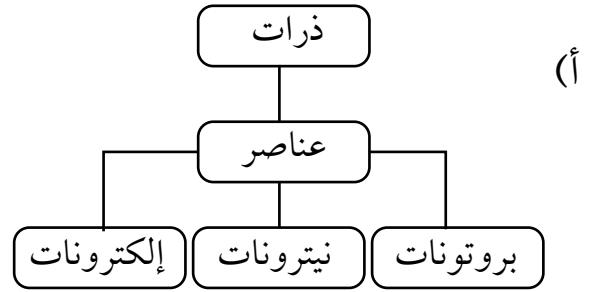 أ)
ذرات
عناصر
بروتونات
نيترونات
إلكترونات